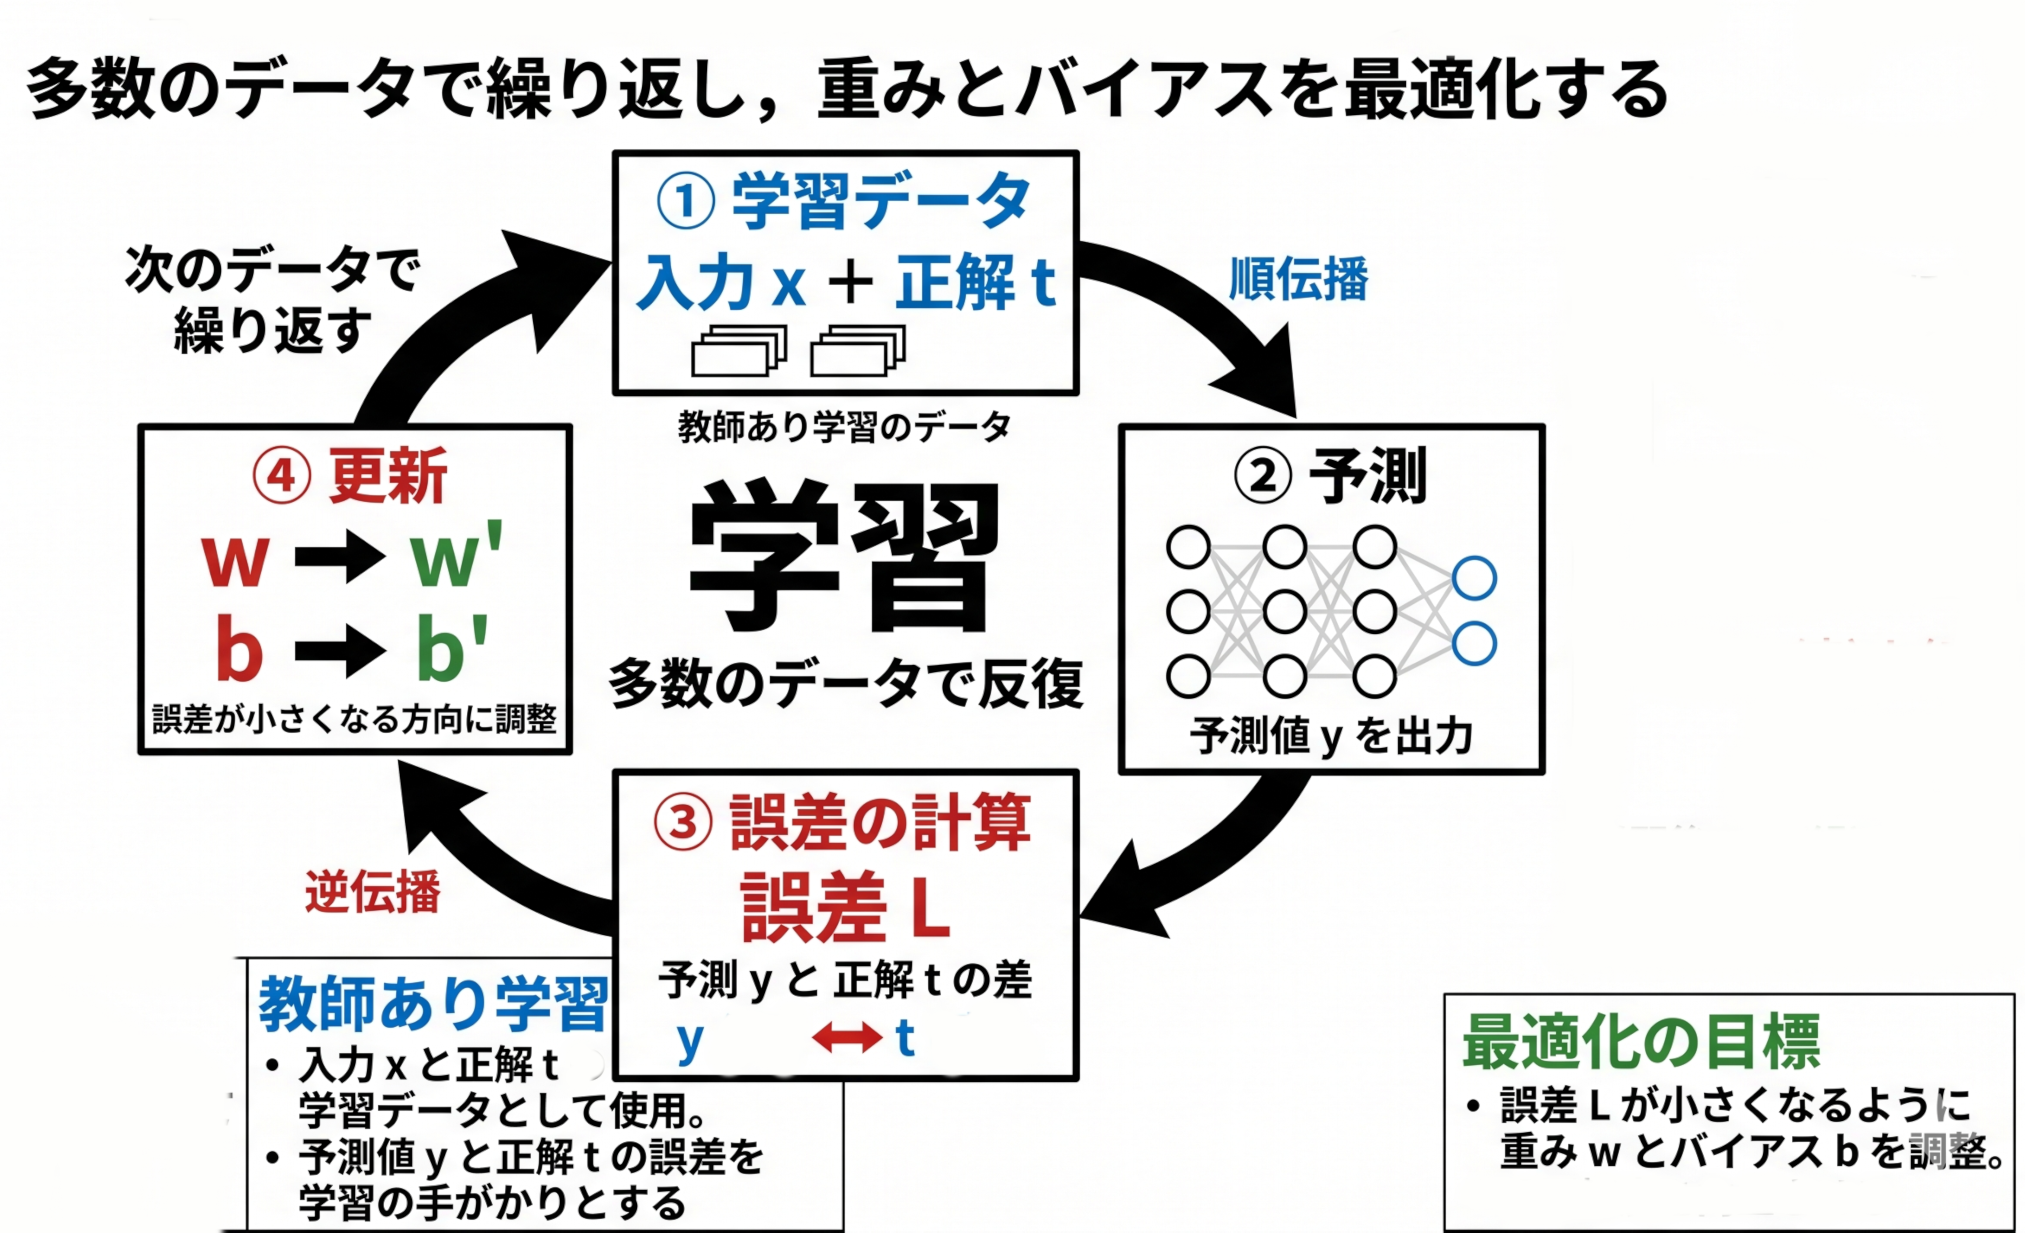 多数のデータで繰り返し，重みとバイアスを最適化する
① 学習データ
入力 x ＋ 正解 t
教師あり学習のデータ
順伝播
② 予測
予測値 y を出力
③ 誤差の計算
誤差 L
予測 y と 正解 t の差
y ↔ t
逆伝播
④ 更新
w → w'
b → b'
誤差が小さくなる方向に調整
次のデータで
繰り返す
学習
多数のデータで反復
教師あり学習
• 入力 x と正解 t
学習データとして使用。
• 予測値 y と正解 t の誤差を
学習の手がかりとする
最適化の目標
• 誤差 L が小さくなるように
重み w とバイアス b を調整。